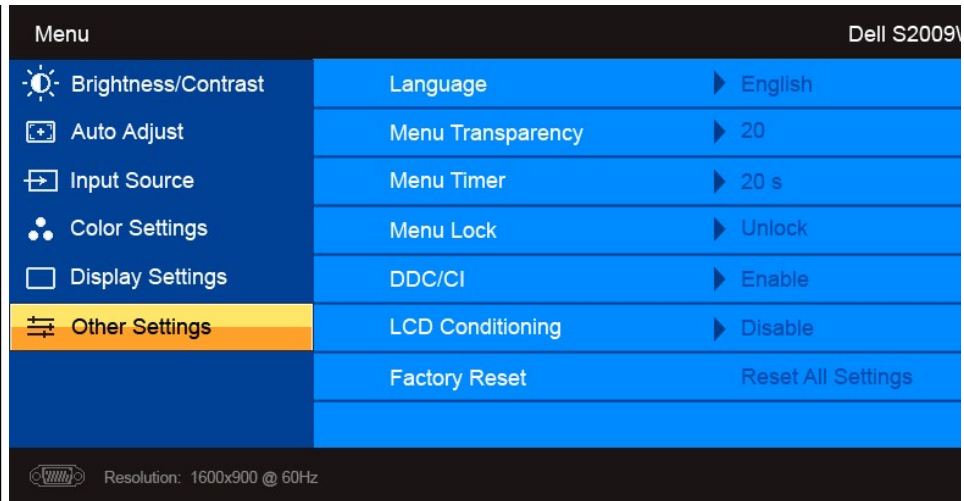 Menu Dell S2009
Brightness/Contrast Language English
Auto Adjust Menu Transparency 20
Input Source Menu Timer 20 s
Color Settings Menu Lock Unlock
Display Settings DDC/CI Enable
Other Settings LCD Conditioning Disable
Factory Reset Reset All Settings
Resolution: 1600x900 @ 60Hz